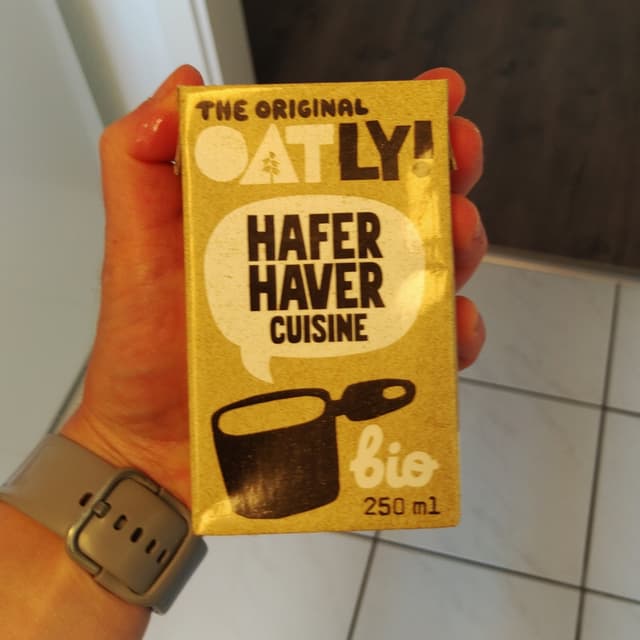 THE ORIGINAL
OATLY!
HAFER
HAVER
CUISINE
bio
250 ml